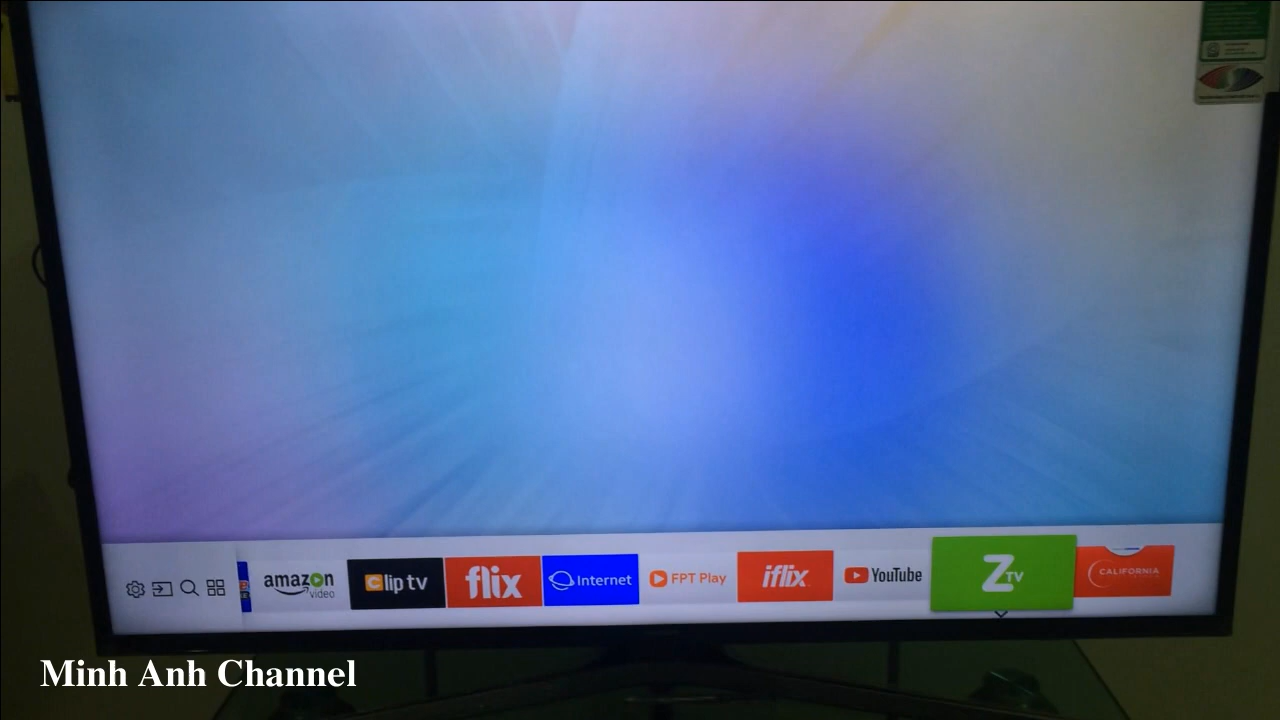 amazon
video
Clip tv
flix
Internet
FPT Play
iflix
YouTube
Z TV
CALIFORNIA
Minh Anh Channel